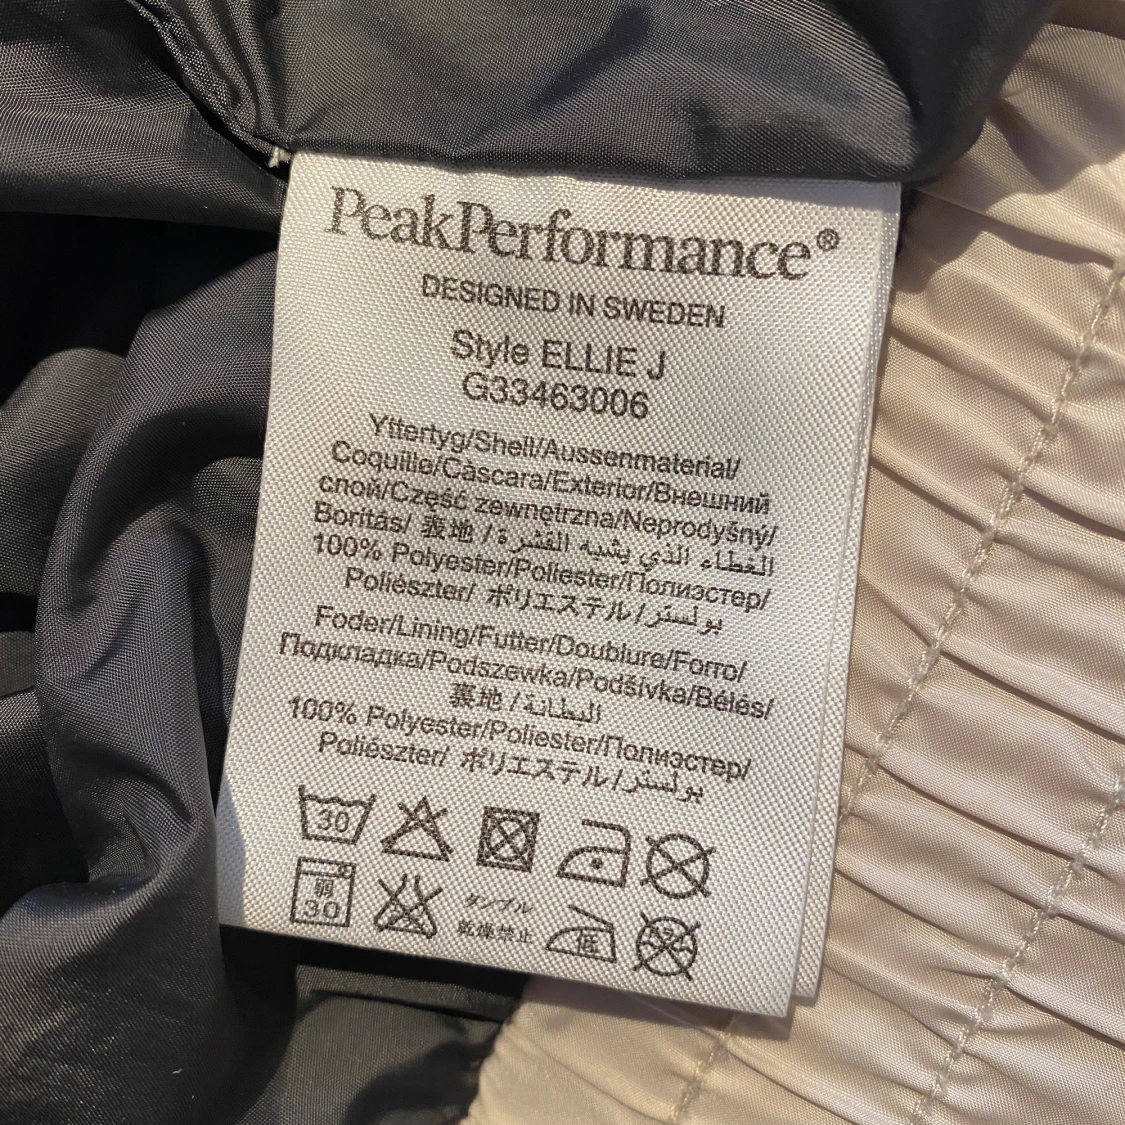 PeakPerformance®
DESIGNED IN SWEDEN
Style ELLIE J
G33463006
Yttertyg/Shell/Aussenmaterial/
Coquille/Cáscara/Exterior/Внешний
слой/Część zewnętrzna/Neprodyšný/
Borítás/ 表地 / الغطاء الذي يشبه القشرة
100% Polyester/Poliester/Полиэстер/
Poliészter/ ポリエステル/بولستر
Foder/Lining/Futter/Doublure/Forro/
Подкладка/Podszewka/Podšívka/Bélés/
裏地 / البطانة
100% Polyester/Poliester/Полиэстер/
Poliészter/ ポリエステル/بولستر
30
弱 30 タンブル 低
乾燥禁止